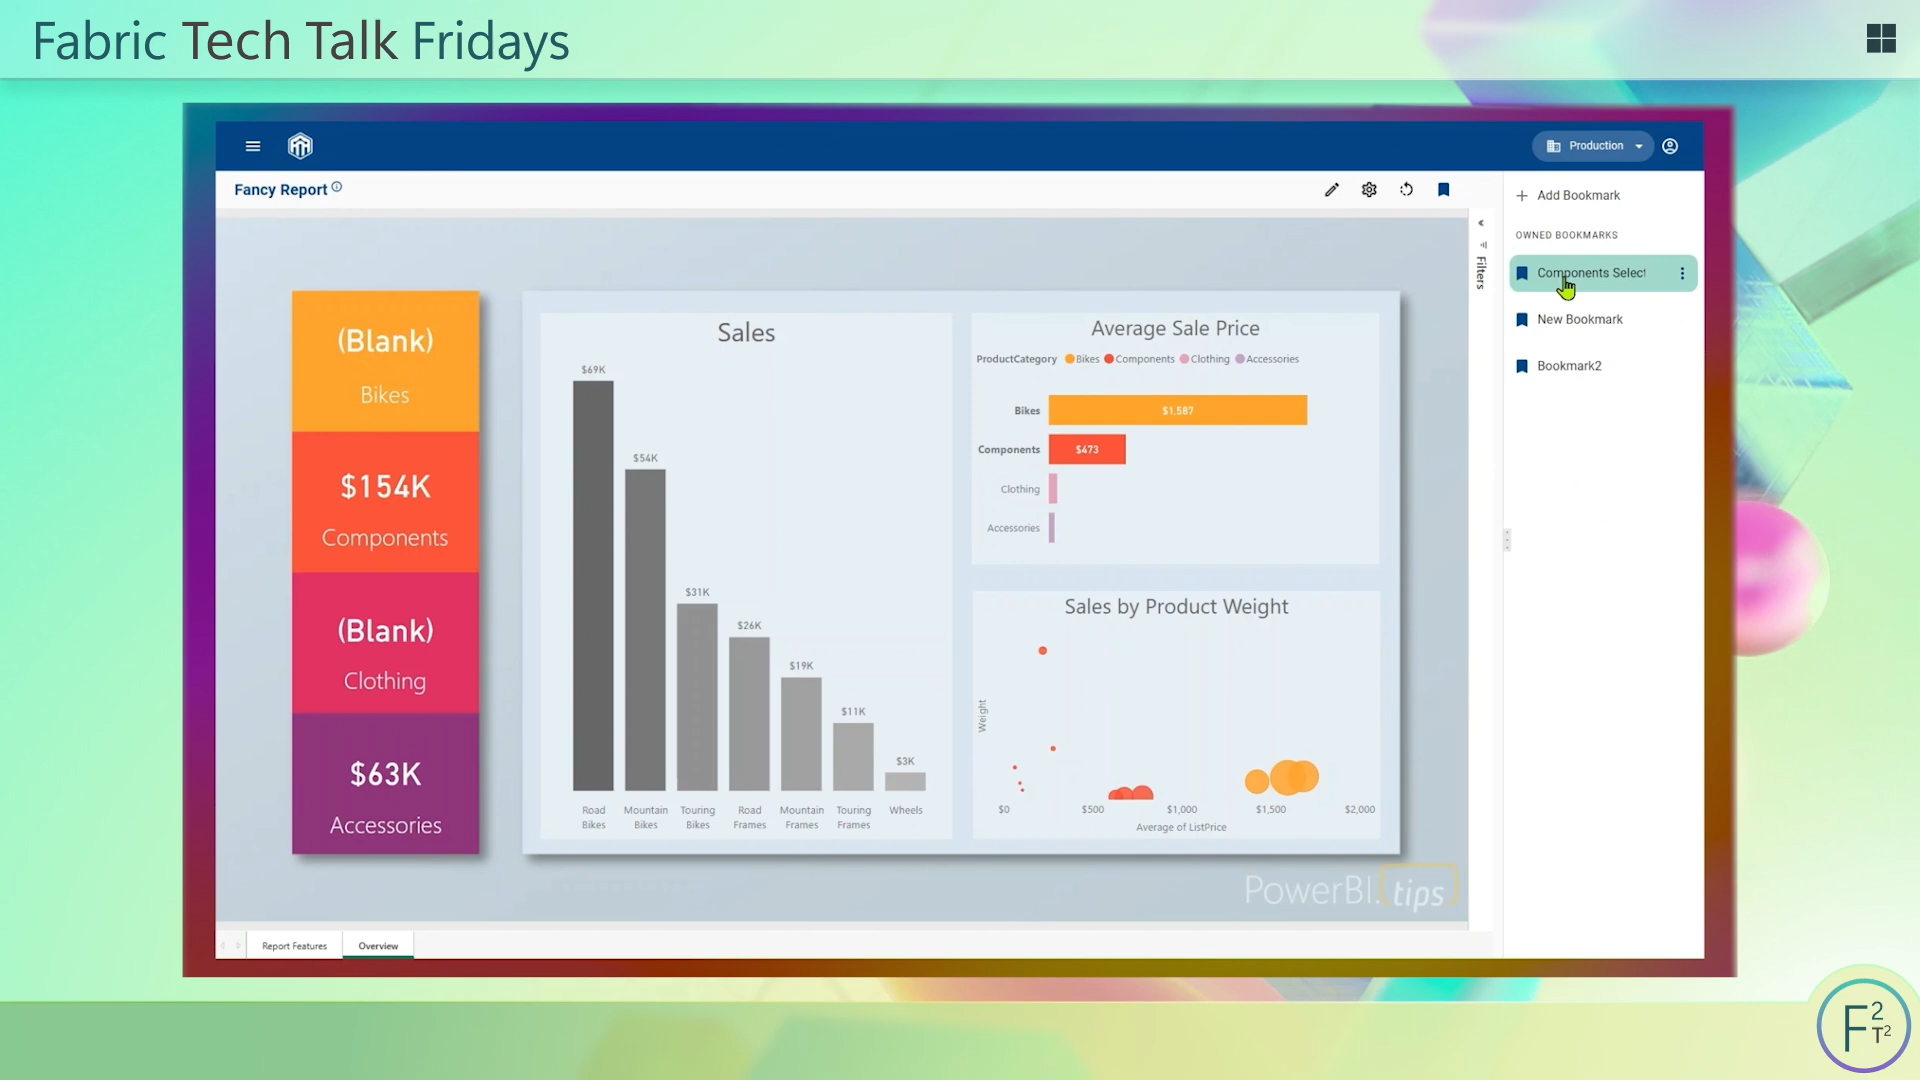 Fabric Tech Talk Fridays
Production
Fancy Report
Add Bookmark
OWNED BOOKMARKS
Components Select
New Bookmark
Bookmark2
Filters
(Blank)
Bikes
$154K
Components
(Blank)
Clothing
$63K
Accessories
Sales
$69K
$54K
$31K
$26K
$19K
$11K
$3K
Road Bikes
Mountain Bikes
Touring Bikes
Road Frames
Mountain Frames
Touring Frames
Wheels
Average Sale Price
ProductCategory Bikes Components Clothing Accessories
Bikes $1,587
Components $473
Clothing
Accessories
Sales by Product Weight
Weight
$0 $500 $1,000 $1,500 $2,000
Average of ListPrice
PowerBI.tips
Report Features
Overview
F2T2